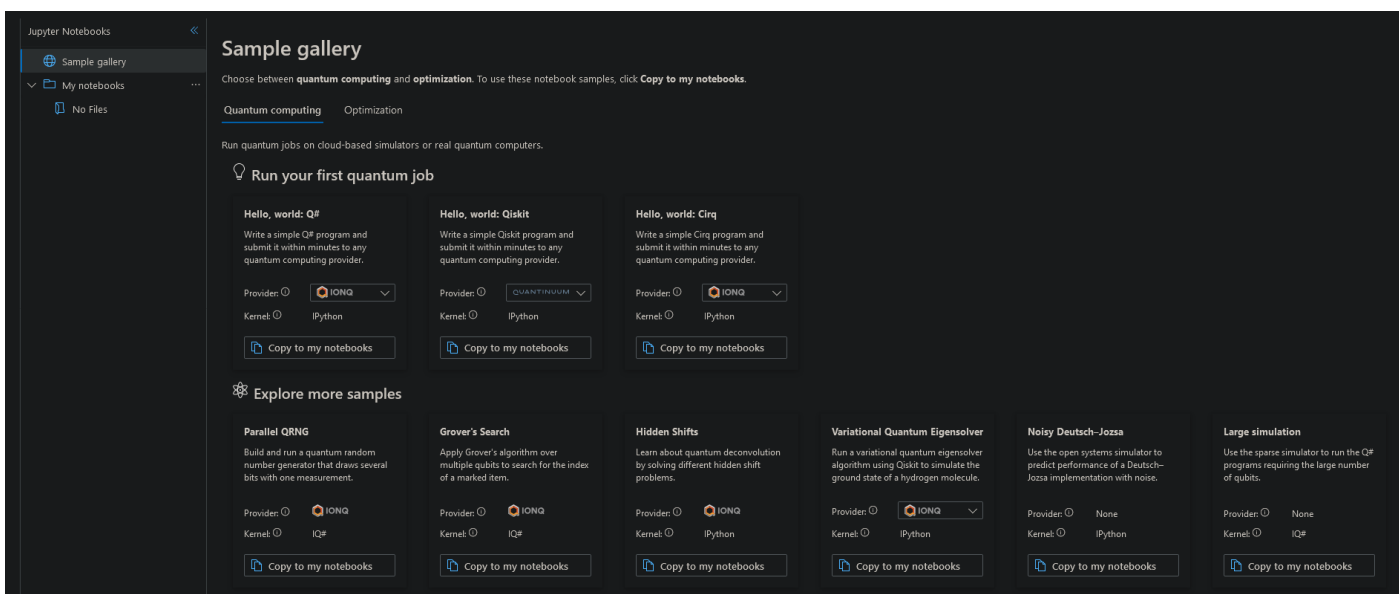 Jupyter Notebooks
Sample gallery
My notebooks
No Files
Sample gallery
Choose between quantum computing and optimization. To use these notebook samples, click Copy to my notebooks.
Quantum computing
Optimization
Run quantum jobs on cloud-based simulators or real quantum computers.
Run your first quantum job
Hello, world: Q#
Write a simple Q# program and
submit it within minutes to any
quantum computing provider.
Provider: IONQ
Kernel: IPython
Copy to my notebooks
Hello, world: Qiskit
Write a simple Qiskit program and
submit it within minutes to any
quantum computing provider.
Provider: QUANTINUUM
Kernel: IPython
Copy to my notebooks
Hello, world: Cirq
Write a simple Cirq program and
submit it within minutes to any
quantum computing provider.
Provider: IONQ
Kernel: IPython
Copy to my notebooks
Explore more samples
Parallel QRNG
Build and run a quantum random
number generator that draws several
bits with one measurement.
Provider: IONQ
Kernel: IQ#
Copy to my notebooks
Grover's Search
Apply Grover's algorithm over
multiple qubits to search for the index
of a marked item.
Provider: IONQ
Kernel: IQ#
Copy to my notebooks
Hidden Shifts
Learn about quantum deconvolution
by solving different hidden shift
problems.
Provider: IONQ
Kernel: IPython
Copy to my notebooks
Variational Quantum Eigensolver
Run a variational quantum eigensolver
algorithm using Qiskit to simulate the
ground state of a hydrogen molecule.
Provider: IONQ
Kernel: IPython
Copy to my notebooks
Noisy Deutsch–Jozsa
Use the open systems simulator to
predict performance of a Deutsch–
Jozsa implementation with noise.
Provider: None
Kernel: IPython
Copy to my notebooks
Large simulation
Use the sparse simulator to run the Q#
programs requiring the large number
of qubits.
Provider: None
Kernel: IQ#
Copy to my notebooks